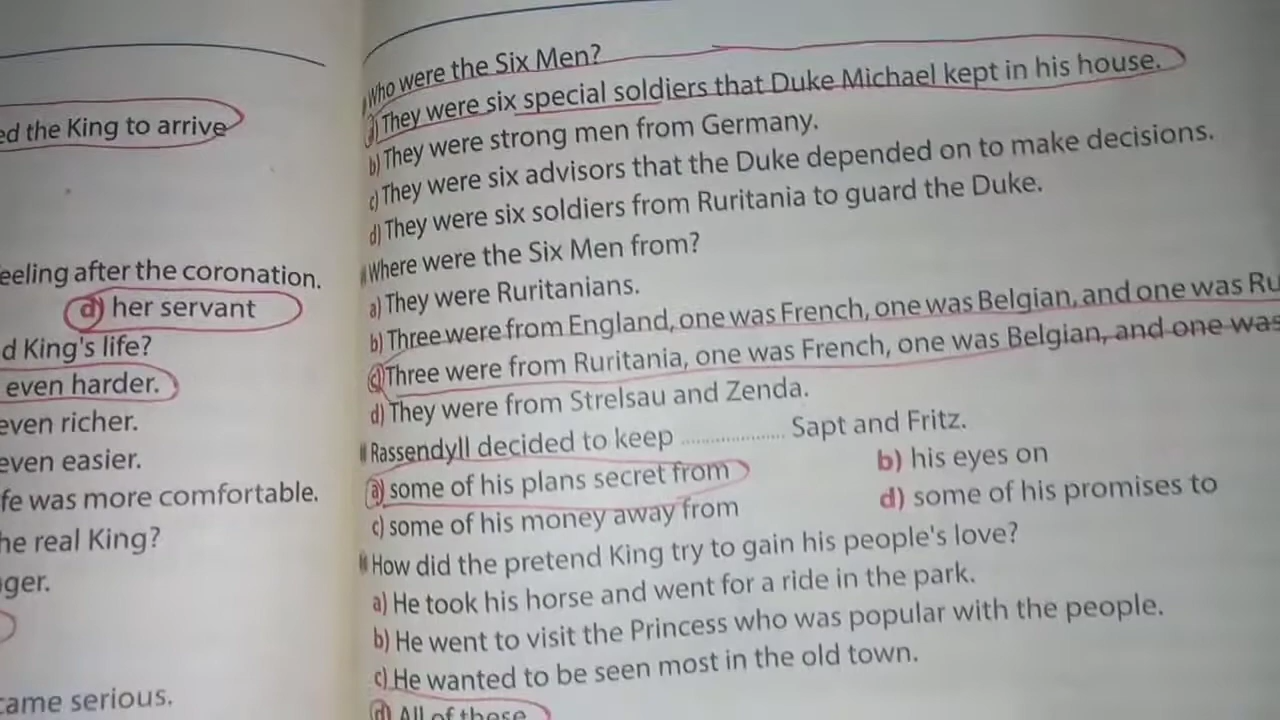 ed the King to arrive
eeling after the coronation.
d) her servant
d King's life?
even harder.
even richer.
even easier.
fe was more comfortable.
he real King?
ger.
came serious.
Who were the Six Men?
a) They were six special soldiers that Duke Michael kept in his house.
b) They were strong men from Germany.
c) They were six advisors that the Duke depended on to make decisions.
d) They were six soldiers from Ruritania to guard the Duke.
Where were the Six Men from?
a) They were Ruritanians.
b) Three were from England, one was French, one was Belgian, and one was Ru
c) Three were from Ruritania, one was French, one was Belgian, and one was
d) They were from Strelsau and Zenda.
Rassendyll decided to keep .................... Sapt and Fritz.
a) some of his plans secret from b) his eyes on
c) some of his money away from d) some of his promises to
How did the pretend King try to gain his people's love?
a) He took his horse and went for a ride in the park.
b) He went to visit the Princess who was popular with the people.
c) He wanted to be seen most in the old town.
d) All of these